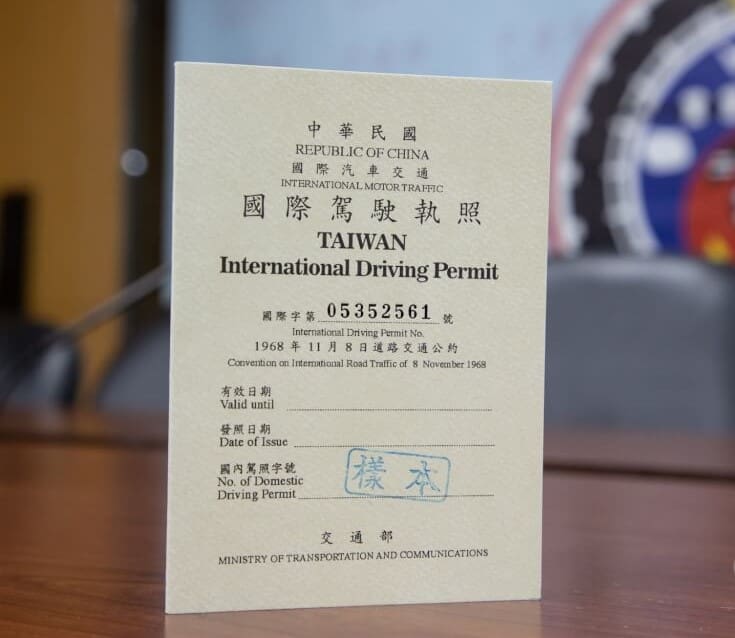 中華民國
REPUBLIC OF CHINA
國際汽車交通
INTERNATIONAL MOTOR TRAFFIC
國際駕駛執照
TAIWAN
International Driving Permit
國際字第 05352561 號
International Driving Permit No.
1968 年 11 月 8 日道路交通公約
Convention on International Road Traffic of 8 November 1968
有效日期
Valid until
發照日期
Date of Issue
國內駕照字號
No. of Domestic
Driving Permit
樣本
交通部
MINISTRY OF TRANSPORTATION AND COMMUNICATIONS